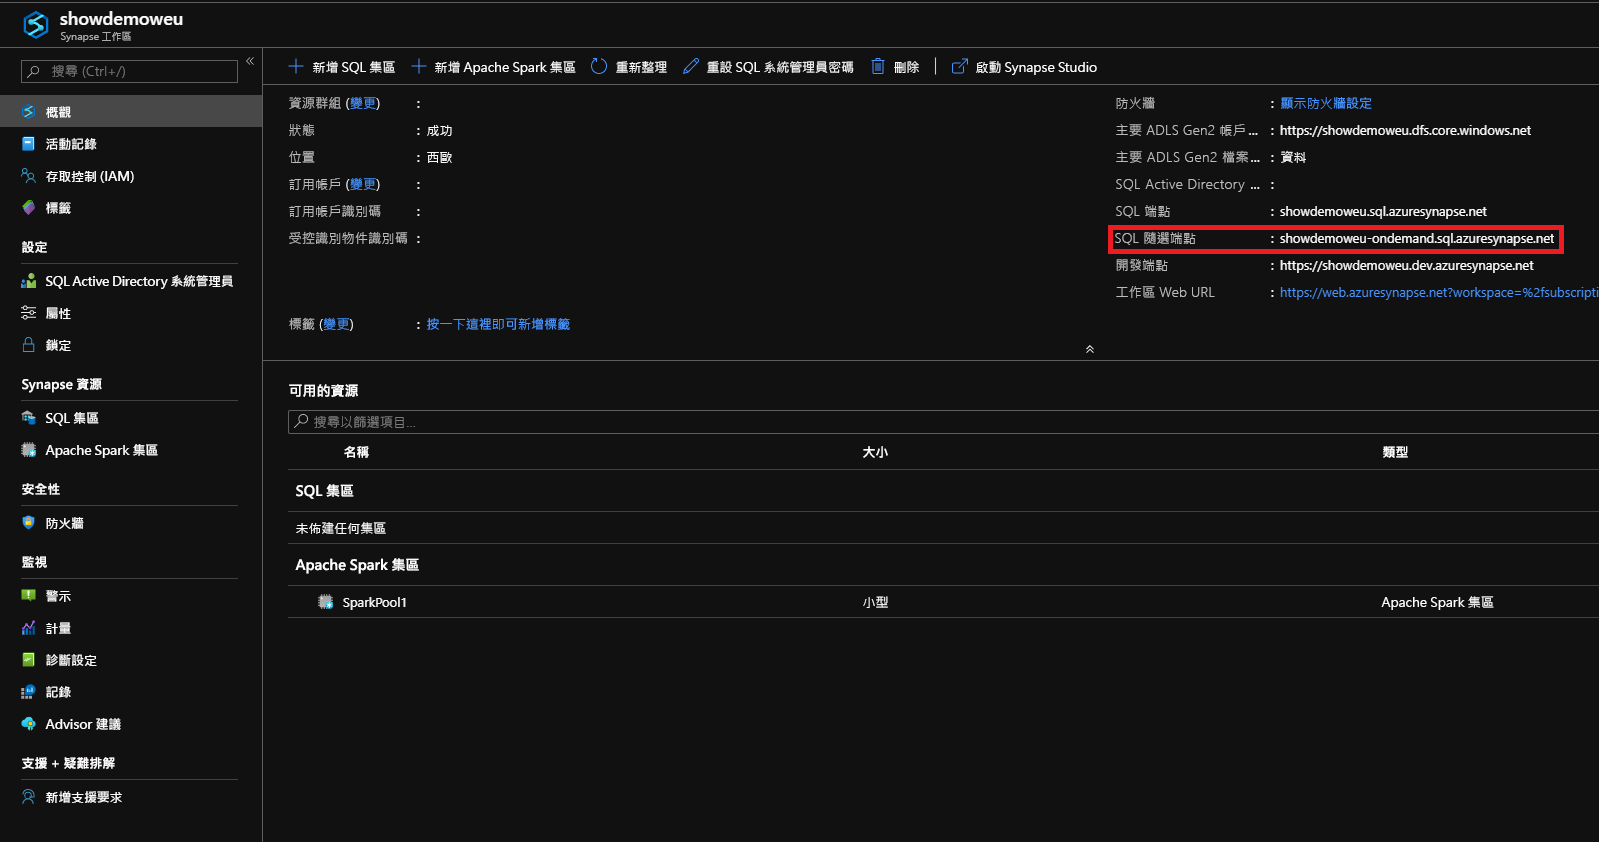 showdemoweu
Synapse 工作區
搜尋 (Ctrl+/)
«
概觀
活動記錄
存取控制 (IAM)
標籤
設定
SQL Active Directory 系統管理員
屬性
鎖定
Synapse 資源
SQL 集區
Apache Spark 集區
安全性
防火牆
監視
警示
計量
診斷設定
記錄
Advisor 建議
支援 + 疑難排解
新增支援要求
新增 SQL 集區 新增 Apache Spark 集區 重新整理 重設 SQL 系統管理員密碼 刪除 啟動 Synapse Studio
資源群組 (變更) :
狀態 : 成功
位置 : 西歐
訂用帳戶 (變更) :
訂用帳戶識別碼 :
受控識別物件識別碼 :
標籤 (變更) : 按一下這裡即可新增標籤
防火牆 : 顯示防火牆設定
主要 ADLS Gen2 帳戶... : https://showdemoweu.dfs.core.windows.net
主要 ADLS Gen2 檔案... : 資料
SQL Active Directory ... :
SQL 端點 : showdemoweu.sql.azuresynapse.net
SQL 隨選端點 : showdemoweu-ondemand.sql.azuresynapse.net
開發端點 : https://showdemoweu.dev.azuresynapse.net
工作區 Web URL : https://web.azuresynapse.net?workspace=%2fsubscripti
可用的資源
搜尋以篩選項目...
名稱 大小 類型
SQL 集區
未佈建任何集區
Apache Spark 集區
SparkPool1 小型 Apache Spark 集區